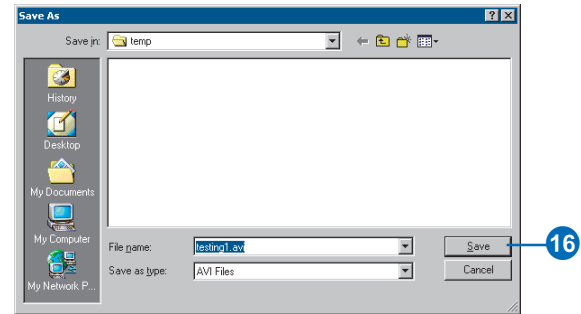 Save As
Save in: temp
History
Desktop
My Documents
My Computer
My Network P...
File name: testing1.avi
Save as type: AVI Files
Save
Cancel
16